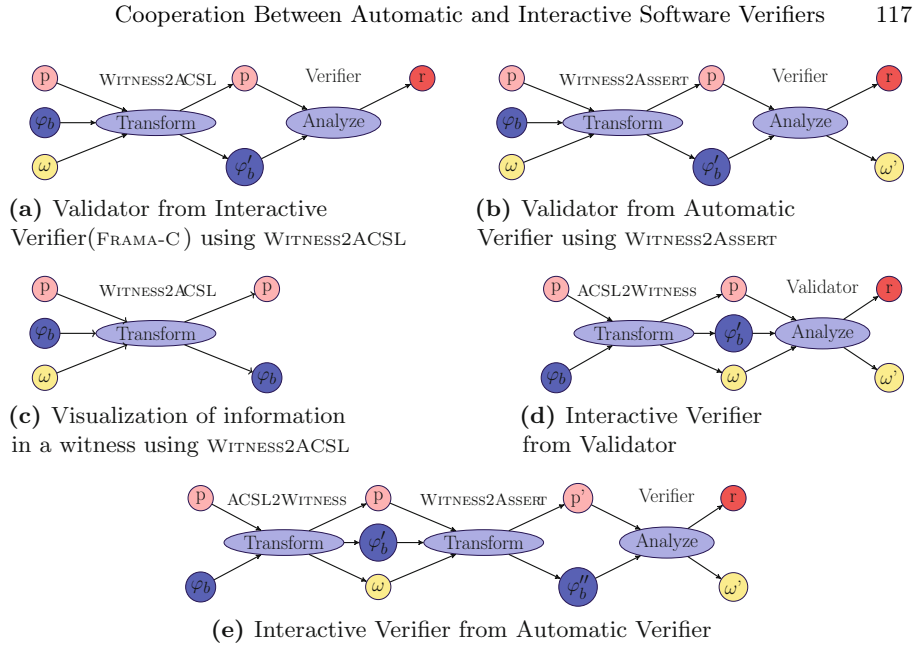 Cooperation Between Automatic and Interactive Software Verifiers 117
p WITNESS2ACSL p Verifier r
φb Transform Analyze
ω φ′b
p WITNESS2ASSERT p Verifier r
φb Transform Analyze
ω φ′b ω'
(a) Validator from Interactive
Verifier(FRAMA-C) using WITNESS2ACSL
(b) Validator from Automatic
Verifier using WITNESS2ASSERT
p WITNESS2ACSL p
φb Transform
ω φb
p ACSL2WITNESS p Validator r
Transform φ′b Analyze
φb ω ω'
(c) Visualization of information
in a witness using WITNESS2ACSL
(d) Interactive Verifier
from Validator
p ACSL2WITNESS p WITNESS2ASSERT p' Verifier r
Transform φ′b Transform Analyze
φb ω φ′′b ω'
(e) Interactive Verifier from Automatic Verifier